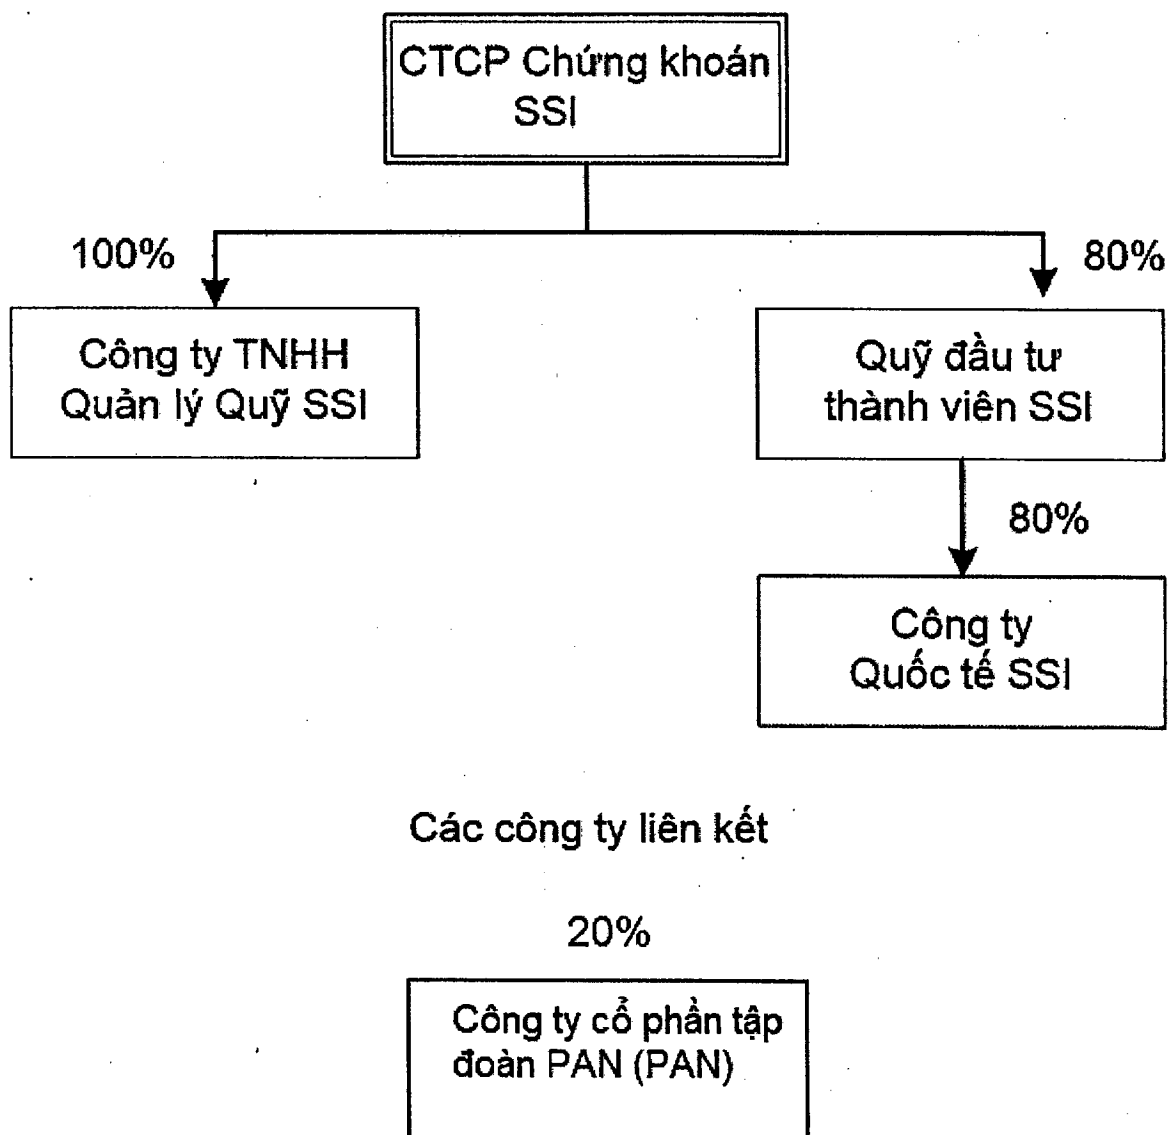 CTCP Chứng khoán
SSI
100%
80%
Công ty TNHH
Quản lý Quỹ SSI
Quỹ đầu tư
thành viên SSI
80%
Công ty
Quốc tế SSI
Các công ty liên kết
20%
Công ty cổ phần tập
đoàn PAN (PAN)